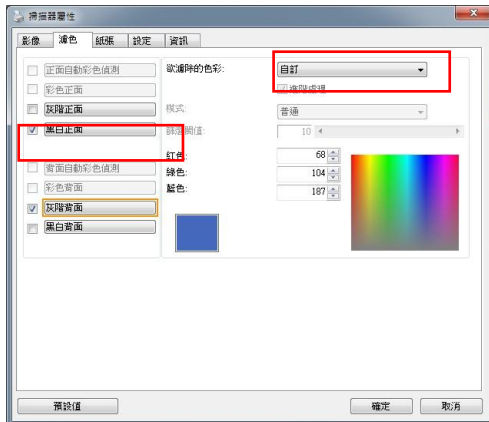 掃描器屬性
影像 濾色 紙張 設定 資訊
正面自動彩色偵測
彩色正面
灰階正面
黑白正面
背面自動彩色偵測
彩色背面
灰階背面
黑白背面
欲濾除的色彩: 自訂
進階處理
模式: 普通
10
紅色: 68
綠色: 104
藍色: 187
預設值 確定 取消